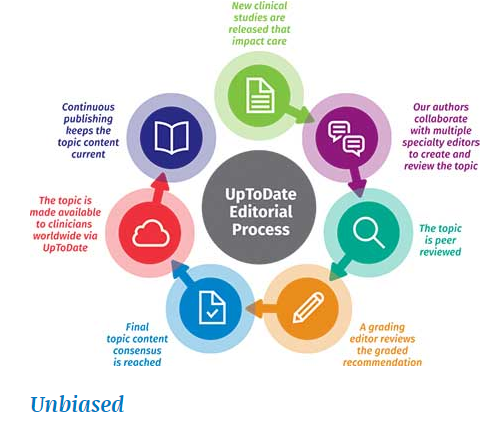 New clinical
studies are
released that
impact care
Our authors
collaborate
with multiple
specialty editors
to create and
review the topic
The topic
is peer
reviewed
A grading
editor reviews
the graded
recommendation
Final
topic content
consensus
is reached
The topic is
made available
to clinicians
worldwide via
UpToDate
Continuous
publishing
keeps the
topic content
current
UpToDate
Editorial
Process
Unbiased